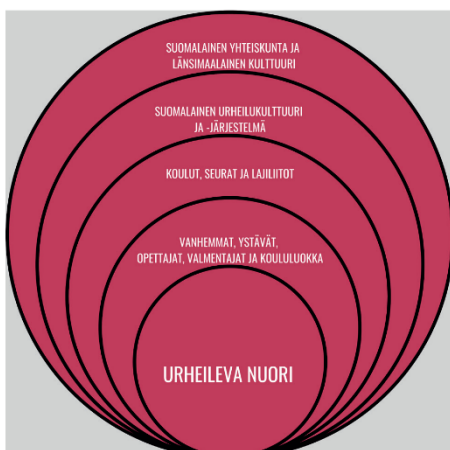 SUOMALAINEN YHTEISKUNTA JA
LÄNSIMAALAINEN KULTTUURI
SUOMALAINEN URHEILUKULTTUURI
JA -JÄRJESTELMÄ
KOULUT, SEURAT JA LAJILIITOT
VANHEMMAT, YSTÄVÄT,
OPETTAJAT, VALMENTAJAT JA KOULULUOKKA
URHEILEVA NUORI